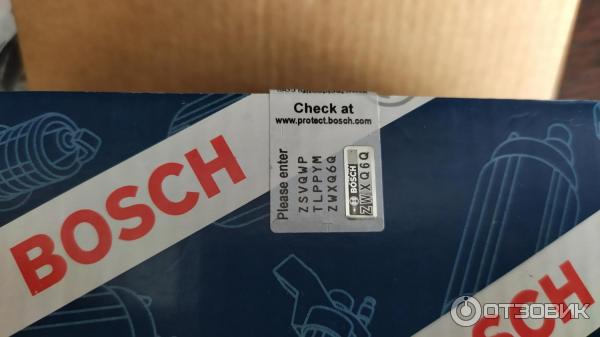 Check at
www.protect.bosch.com
Please enter
ZSVQWP
TLPPYM
ZWXQ6Q
BOSCH
ZWXQ6Q
BOSCH
BOSCH
ОТЗОВИК